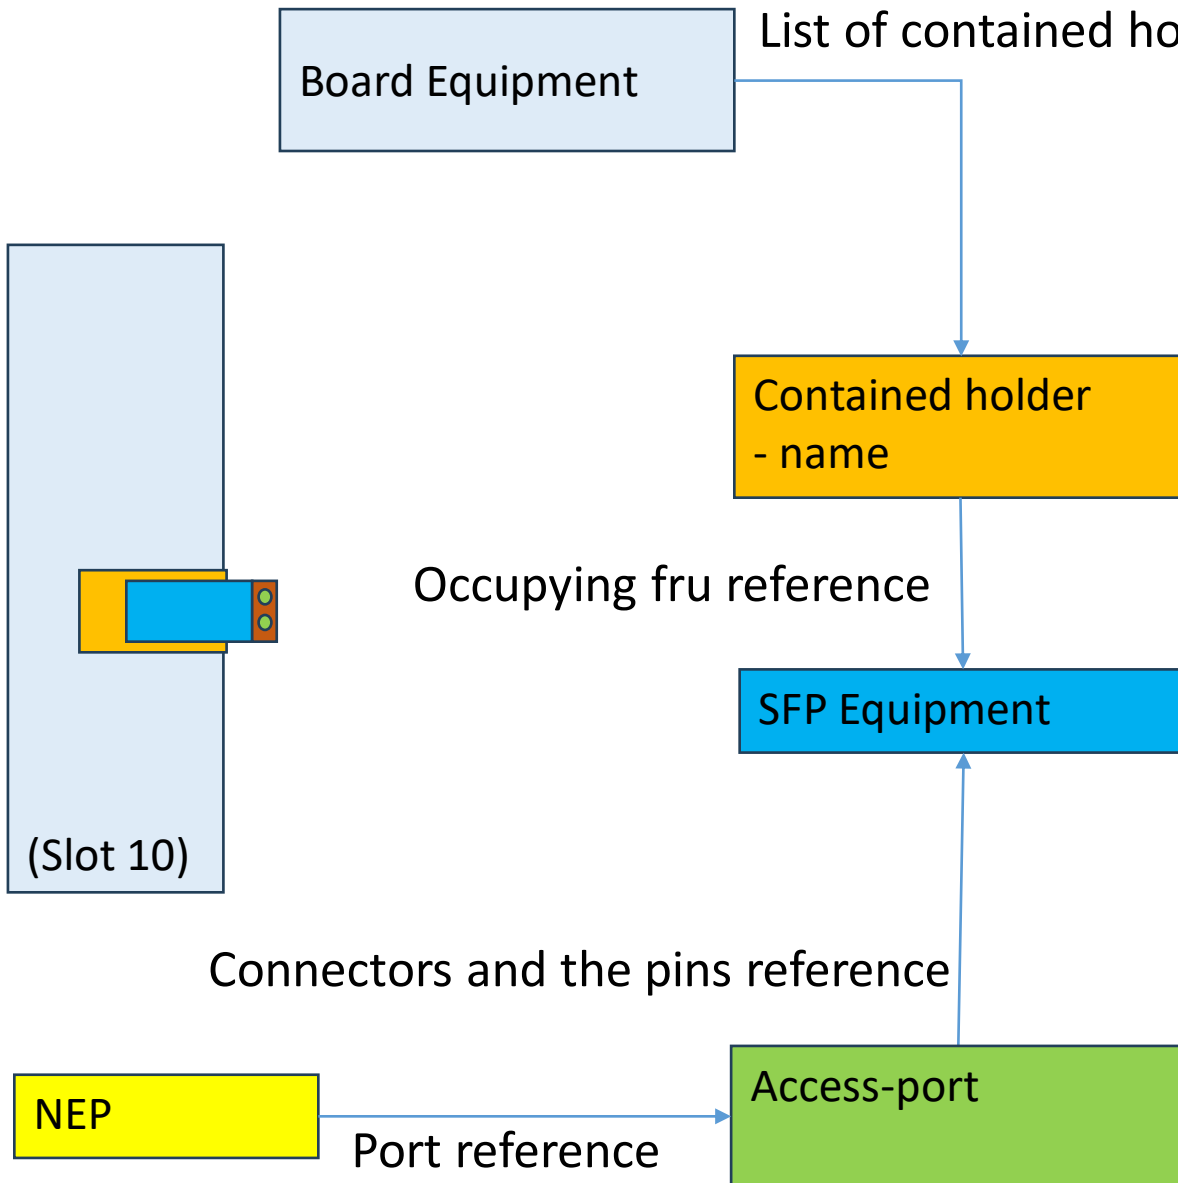 List of contained
Board Equipment
Contained holder
- name
Occupying fru reference
SFP Equipment
(Slot 10)
Connectors and the pins reference
Access-port
NEP
Port reference